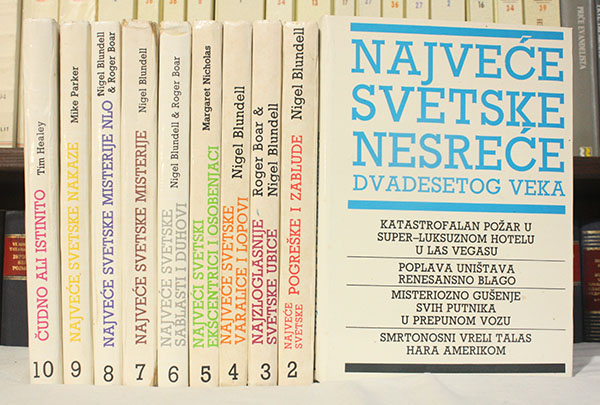 Tim Healey
ČUDNO ALI ISTINITO
10
Mike Parker
NAJVEĆE SVETSKE NAKAZE
9
Nigel Blundell
& Roger Boar
NAJVEĆE SVETSKE MISTERIJE NLO
8
Nigel Blundell
NAJVEĆE SVETSKE MISTERIJE
7
Nigel Blundell & Roger Boar
NAJVEĆE SVETSKE
SABLASTI I DUHOVI
6
Margaret Nicholas
NAJVECI SVETSKI
EKSCENTRICI I OSOBENJACI
5
Nigel Blundell
NAJVEĆE SVETSKE
VARALICE I LOPOVI
4
Roger Boar &
Nigel Blundell
NAJZLOGLASNIJE
SVETSKE UBICE
3
Nigel Blundell
NAJVEĆE
SVETSKE POGREŠKE I ZABLUDE
2
NAJVEĆE
SVETSKE
NESREĆE
DVADESETOG VEKA
KATASTROFALAN POŽAR U
SUPER-LUKSUZNOM HOTELU
U LAS VEGASU
POPLAVA UNIŠTAVA
RENESANSNO BLAGO
MISTERIOZNO GUŠENJE
SVIH PUTNIKA
U PREPUNOM VOZU
SMRTONOSNI VRELI TALAS
HARA AMERIKOM